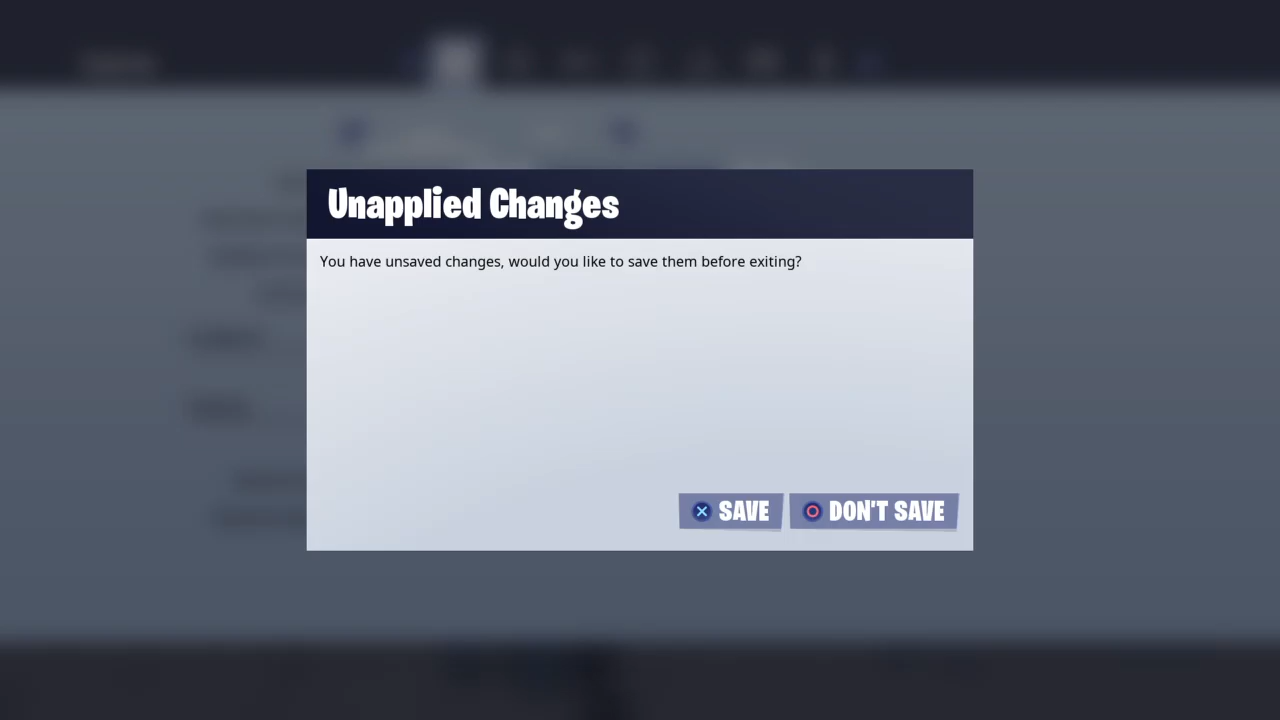 Unapplied Changes
You have unsaved changes, would you like to save them before exiting?
SAVE DON'T SAVE